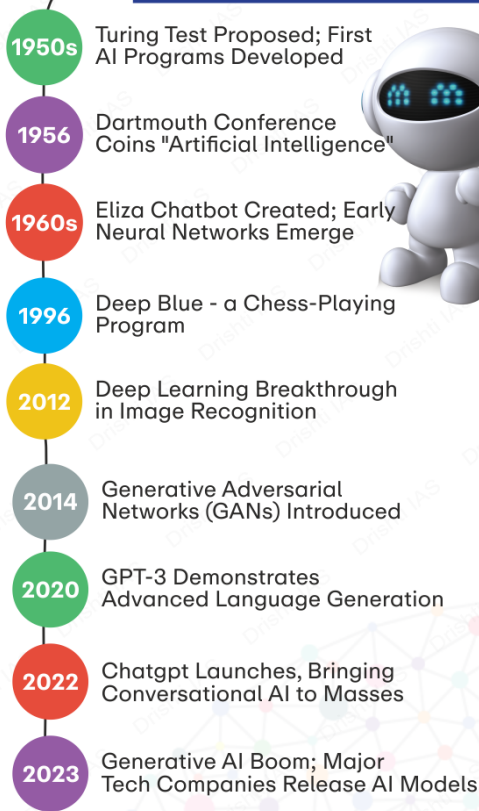 1950s
Turing Test Proposed; First
AI Programs Developed
1956
Dartmouth Conference
Coins "Artificial Intelligence"
1960s
Eliza Chatbot Created; Early
Neural Networks Emerge
1996
Deep Blue - a Chess-Playing
Program
2012
Deep Learning Breakthrough
in Image Recognition
2014
Generative Adversarial
Networks (GANs) Introduced
2020
GPT-3 Demonstrates
Advanced Language Generation
2022
Chatgpt Launches, Bringing
Conversational AI to Masses
2023
Generative AI Boom; Major
Tech Companies Release AI Models
Drishti IAS